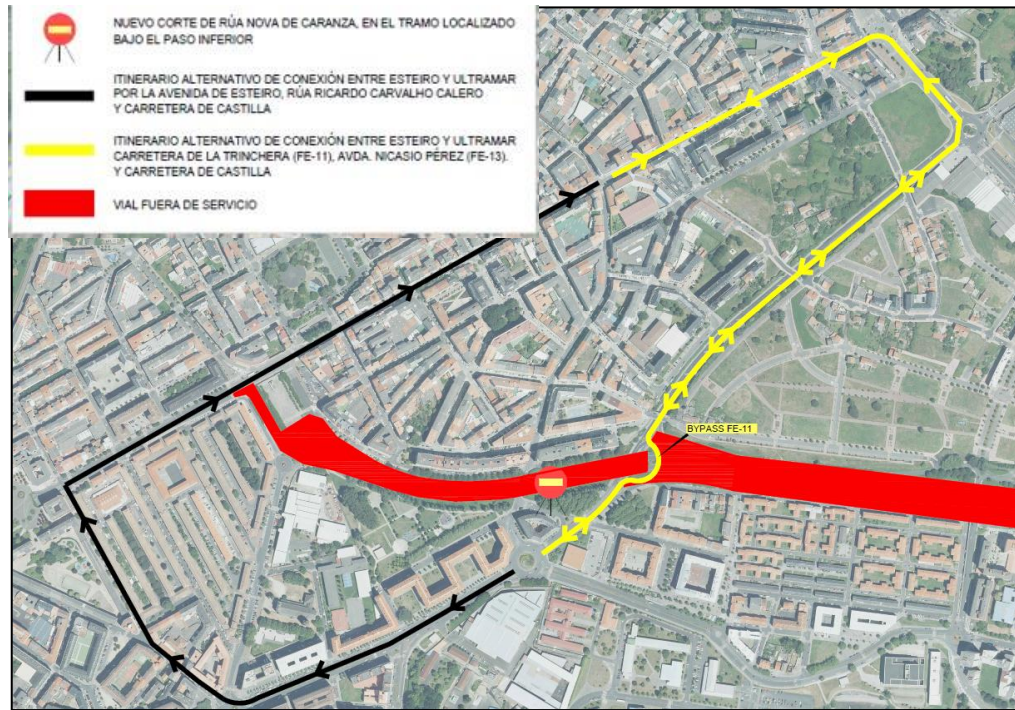 NUEVO CORTE DE RÚA NOVA DE CARANZA, EN EL TRAMO LOCALIZADO
BAJO EL PASO INFERIOR
ITINERARIO ALTERNATIVO DE CONEXIÓN ENTRE ESTEIRO Y ULTRAMAR
POR LA AVENIDA DE ESTEIRO, RÚA RICARDO CARVALHO CALERO
Y CARRETERA DE CASTILLA
ITINERARIO ALTERNATIVO DE CONEXIÓN ENTRE ESTEIRO Y ULTRAMAR
CARRETERA DE LA TRINCHERA (FE-11), AVDA. NICASIO PÉREZ (FE-13).
Y CARRETERA DE CASTILLA
VIAL FUERA DE SERVICIO
BYPASS FE-11